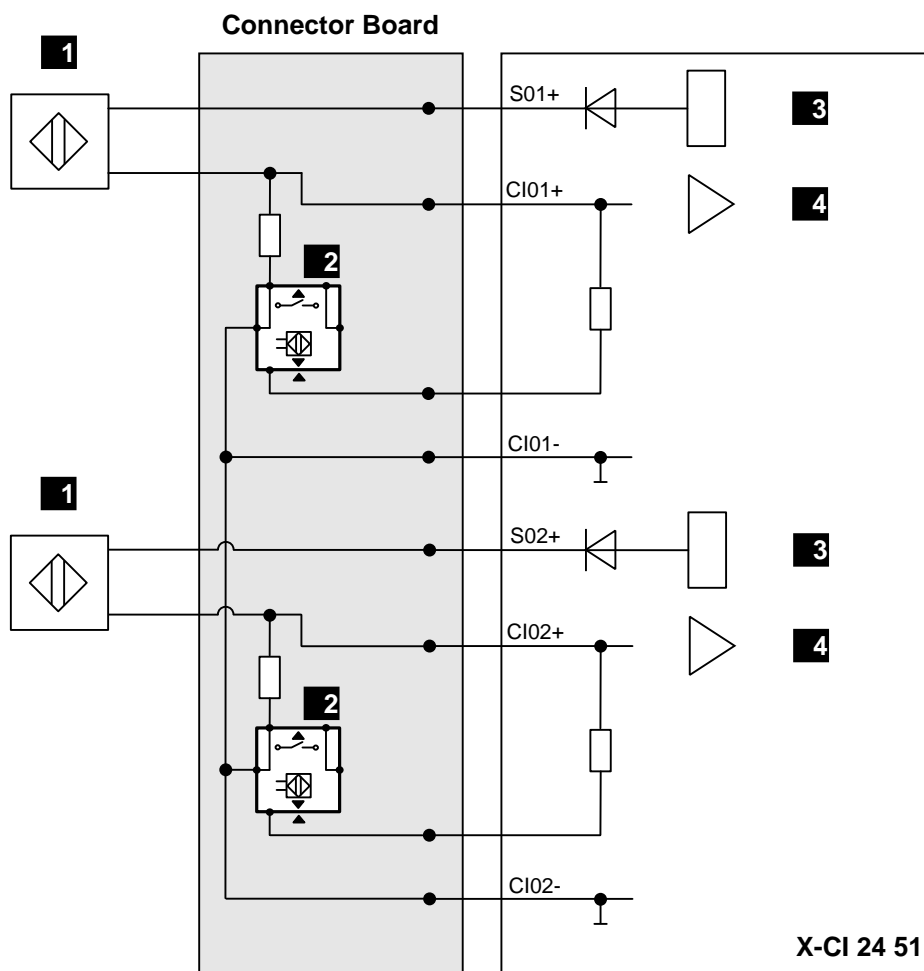 Connector Board
1
S01+
3
CI01+
4
2
CI01-
1
S02+
3
CI02+
4
2
CI02-
X-CI 24 51